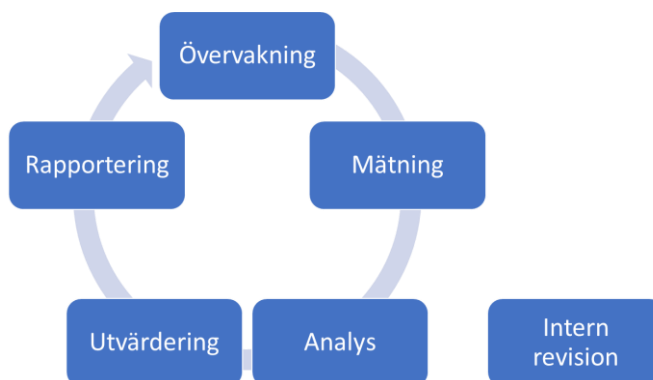 Övervakning
Rapportering
Mätning
Utvärdering
Analys
Intern
revision